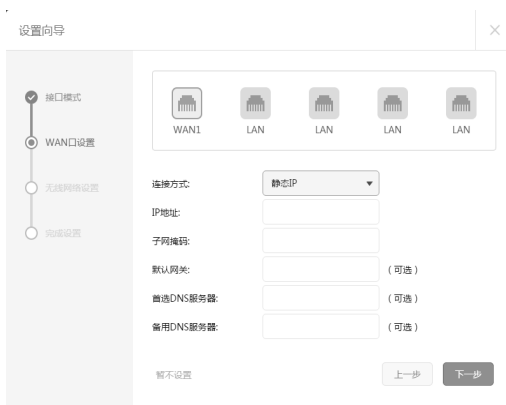 设置向导
接口模式
WAN口设置
无线网络设置
完成设置
WAN1 LAN LAN LAN LAN
连接方式: 静态IP
IP地址:
子网掩码:
默认网关: (可选)
首选DNS服务器: (可选)
备用DNS服务器: (可选)
暂不设置 上一步 下一步